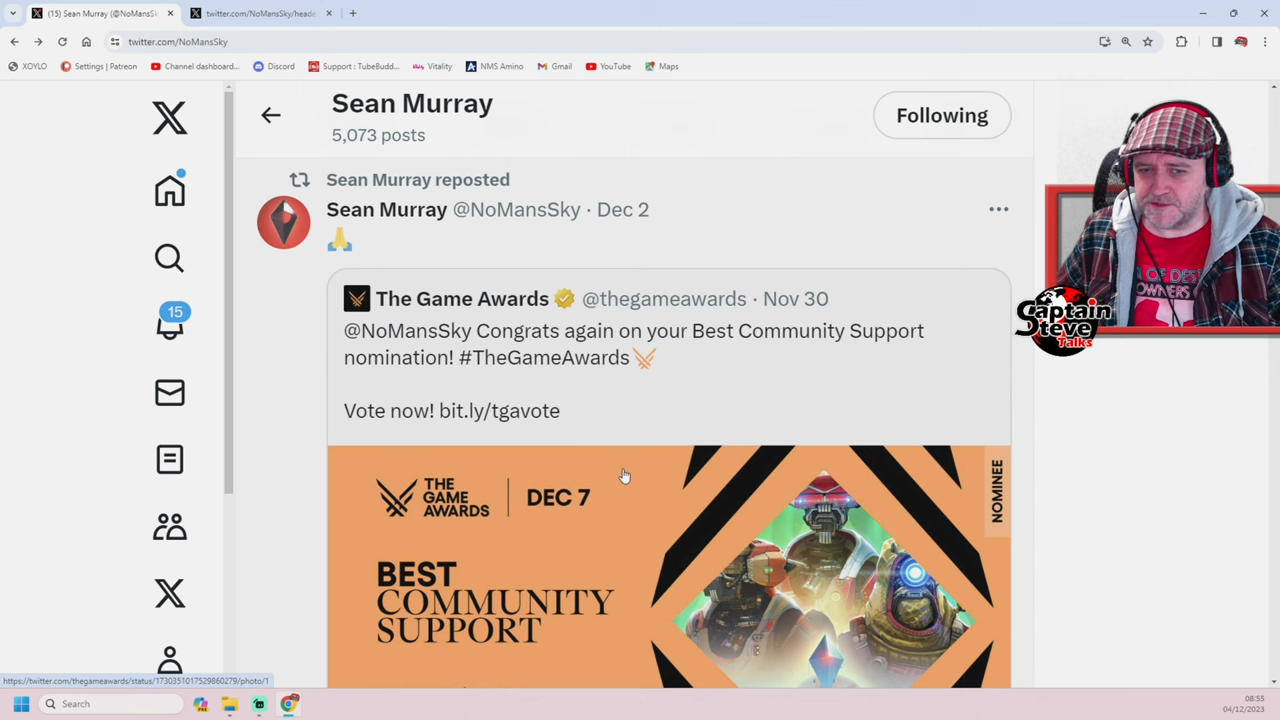 (15) Sean Murray (@NoMansSk
twitter.com/NoMansSky/heade
twitter.com/NoMansSky
XOYLO
Settings | Patreon
Channel dashboard...
Discord
Support : TubeBudd...
Vitality
NMS Amino
Gmail
YouTube
Maps
Sean Murray
5,073 posts
Following
Sean Murray reposted
Sean Murray @NoMansSky · Dec 2
🙏
The Game Awards @thegameawards · Nov 30
@NoMansSky Congrats again on your Best Community Support
nomination! #TheGameAwards
Vote now! bit.ly/tgavote
THE
GAME
AWARDS
DEC 7
NOMINEE
BEST
COMMUNITY
SUPPORT
15
Captain
Steve
Talks
https://twitter.com/thegameawards/status/1730351017529860279/photo/1
Search
08:55
04/12/2023